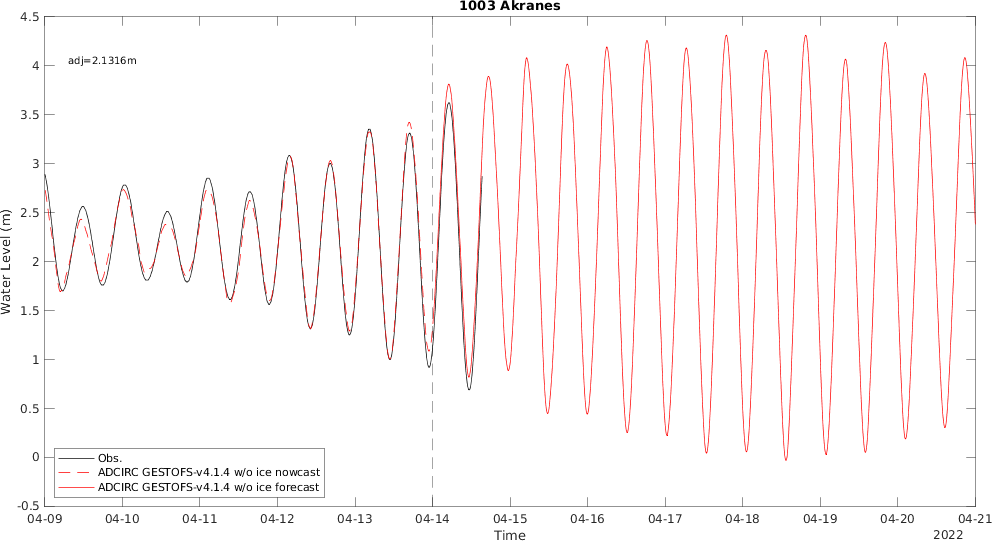 1003 Akranes
4.5
4
3.5
3
2.5
2
1.5
1
0.5
0
-0.5
Water Level (m)
adj=2.1316m
Obs.
ADCIRC GESTOFS-v4.1.4 w/o ice nowcast
ADCIRC GESTOFS-v4.1.4 w/o ice forecast
04-09 04-10 04-11 04-12 04-13 04-14 04-15 04-16 04-17 04-18 04-19 04-20 04-21
Time
2022